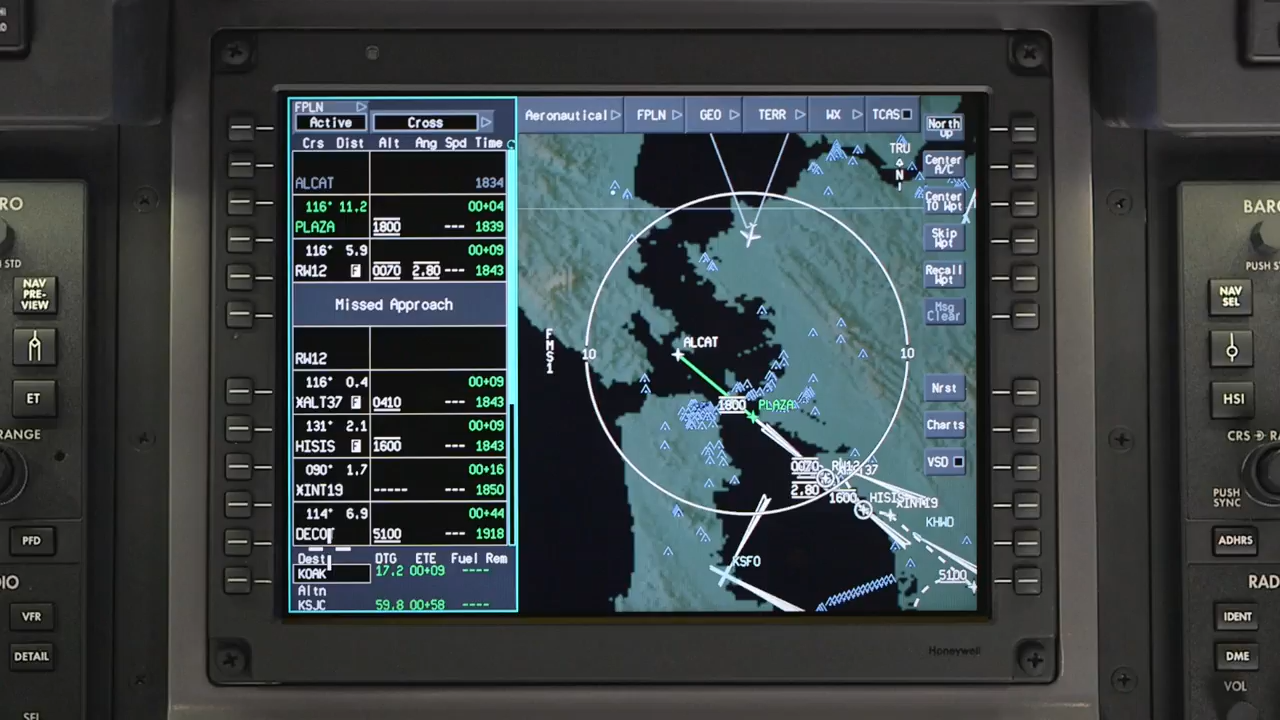 FPLN
Active Cross
Crs Dist Alt Ang Spd Time
ALCAT 1834
116° 11.2 00+04
PLAZA 1800 --- 1839
116° 5.9 00+09
RW12 F 0070 2.80 --- 1843
Missed Approach
RW12
116° 0.4 00+09
XALT37 F 0410 1843
131° 2.1 00+09
HISIS F 1600 1843
090° 1.7 00+16
XINT19 ----- 1850
114° 6.9 00+44
DECOT 5100 1918
Dest DTG ETE Fuel Rem
KOAK 17.2 00+09 ----
Altn
KSJC 59.8 00+58 ----
Aeronautical FPLN GEO TERR WX TCAS
North Up
TRU
N
Center A/C
Center TO Wpt
Skip Wpt
Recall Wpt
Msg Clear
Nrst
Charts
VSD
FMS1
10
10
ALCAT
1800 PLAZA
0070 RW12
2.80
1600 HISIS XINT19
KHWD
KSFO
5100
Honeywell
STD
NAV PRE-VIEW
ET
RANGE
PFD
VFR
DETAIL
SEL
BARO
PUSH
NAV SEL
HSI
CRS
PUSH SYNC
ADHRS
IDENT
DME
VOL